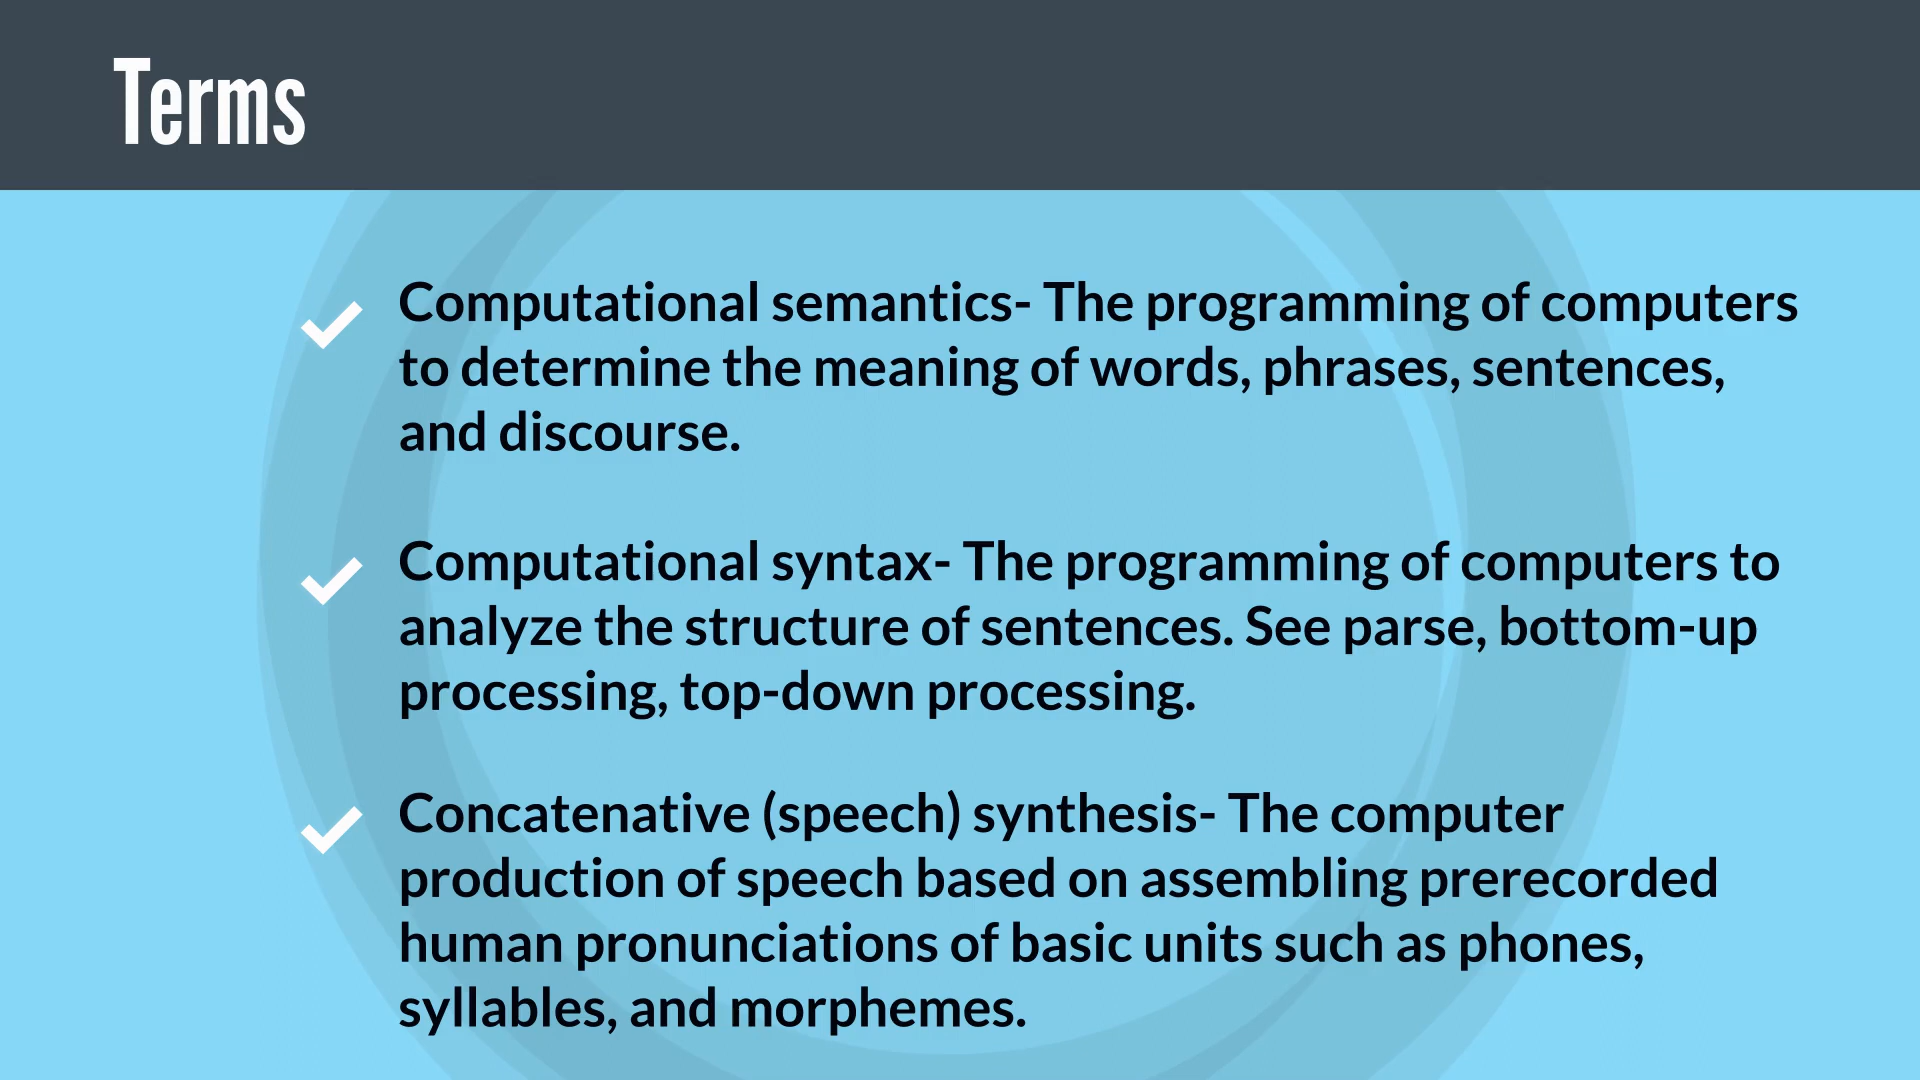 Terms
Computational semantics- The programming of computers
to determine the meaning of words, phrases, sentences,
and discourse.
Computational syntax- The programming of computers to
analyze the structure of sentences. See parse, bottom-up
processing, top-down processing.
Concatenative (speech) synthesis- The computer
production of speech based on assembling prerecorded
human pronunciations of basic units such as phones,
syllables, and morphemes.